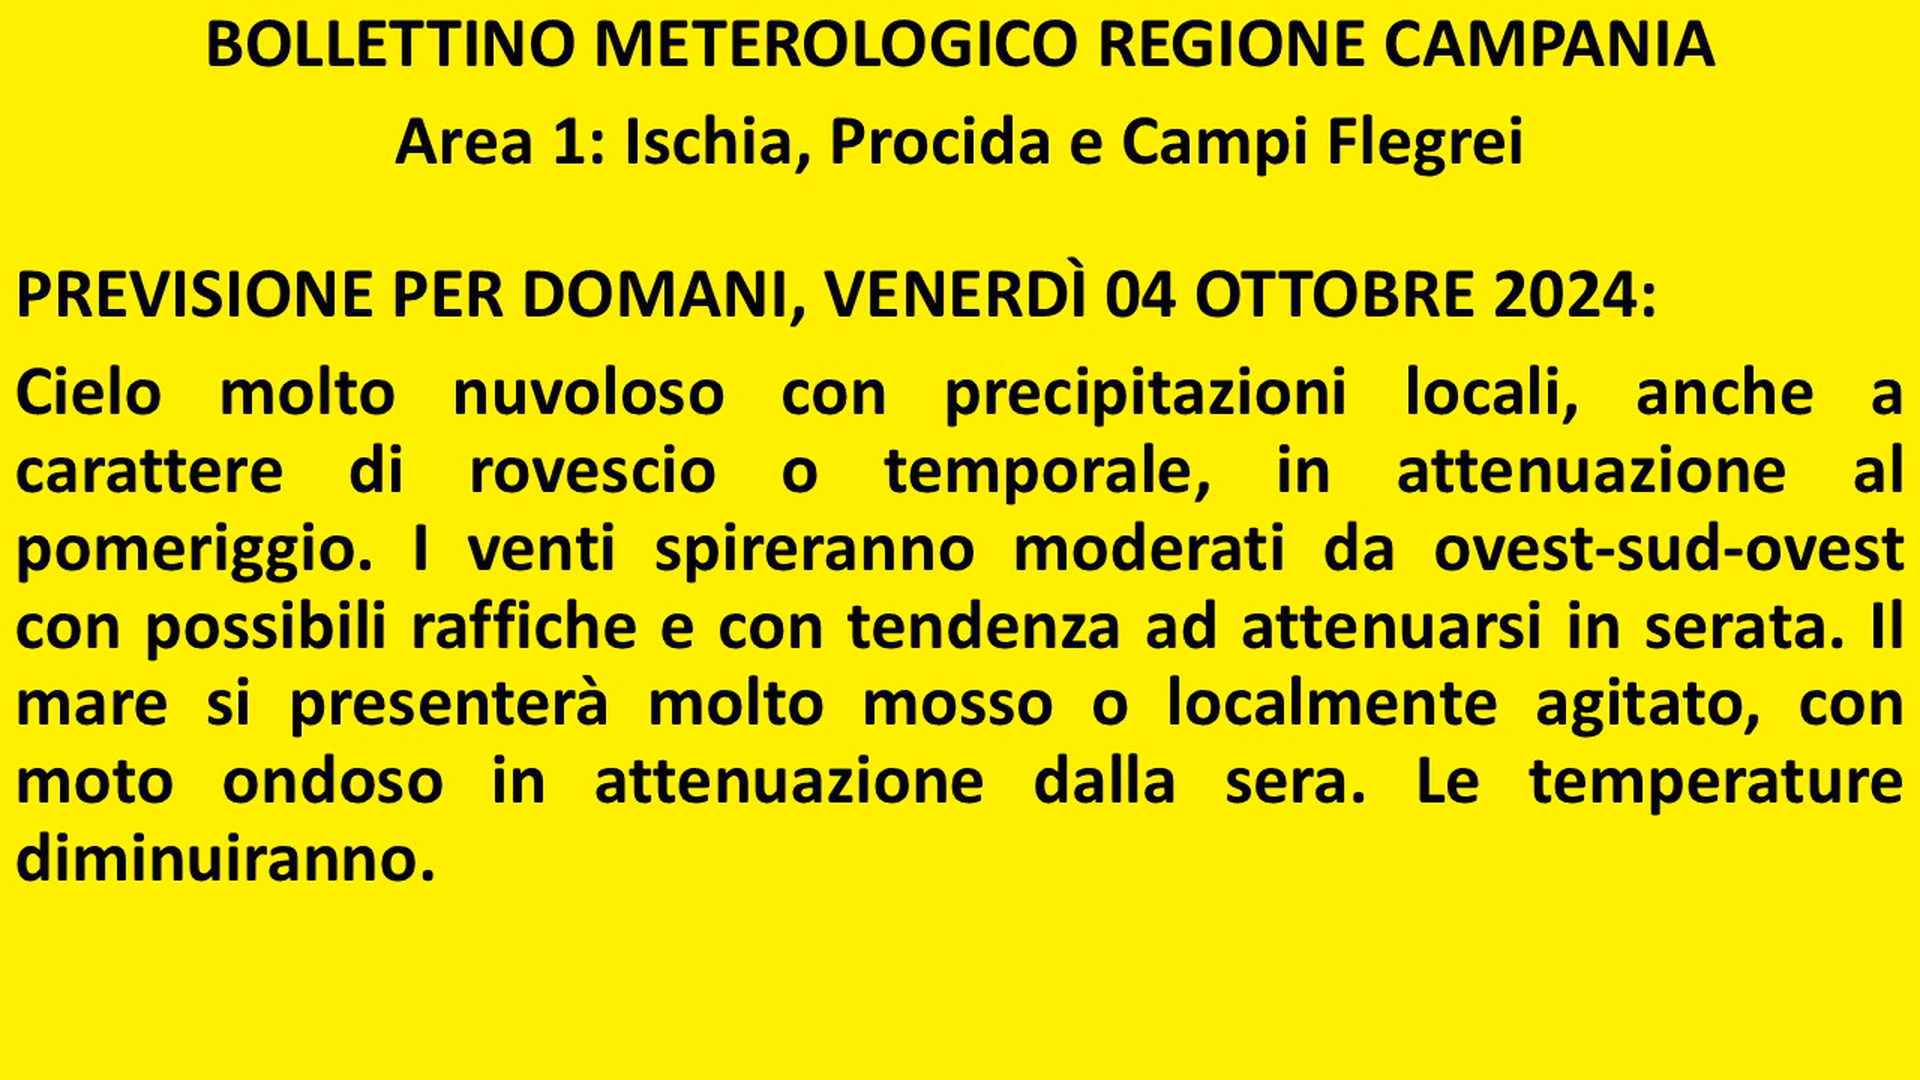 BOLLETTINO METEROLOGICO REGIONE CAMPANIA
Area 1: Ischia, Procida e Campi Flegrei
PREVISIONE PER DOMANI, VENERDÌ 04 OTTOBRE 2024:
Cielo molto nuvoloso con precipitazioni locali, anche a
carattere di rovescio o temporale, in attenuazione al
pomeriggio. I venti spireranno moderati da ovest-sud-ovest
con possibili raffiche e con tendenza ad attenuarsi in serata. Il
mare si presenterà molto mosso o localmente agitato, con
moto ondoso in attenuazione dalla sera. Le temperature
diminuiranno.